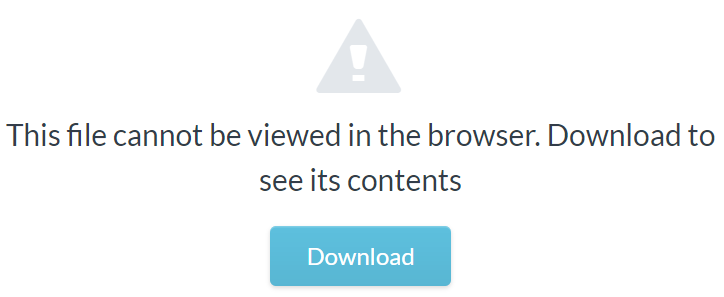 This file cannot be viewed in the browser. Download to
see its contents
Download